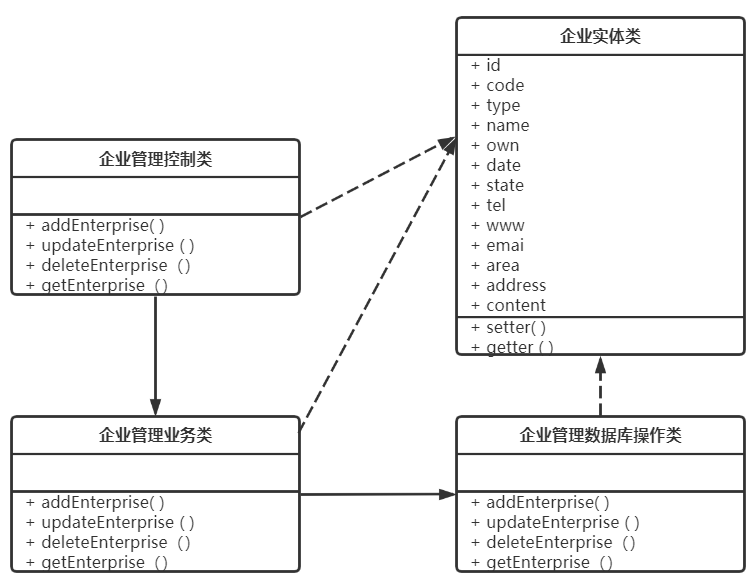 企业实体类
+ id
+ code
+ type
+ name
+ own
+ date
+ state
+ tel
+ www
+ emai
+ area
+ address
+ content
+ setter( )
+ getter ( )
企业管理控制类
+ addEnterprise( )
+ updateEnterprise ( )
+ deleteEnterprise ( )
+ getEnterprise ( )
企业管理业务类
+ addEnterprise( )
+ updateEnterprise ( )
+ deleteEnterprise ( )
+ getEnterprise ( )
企业管理数据库操作类
+ addEnterprise( )
+ updateEnterprise ( )
+ deleteEnterprise ( )
+ getEnterprise ( )